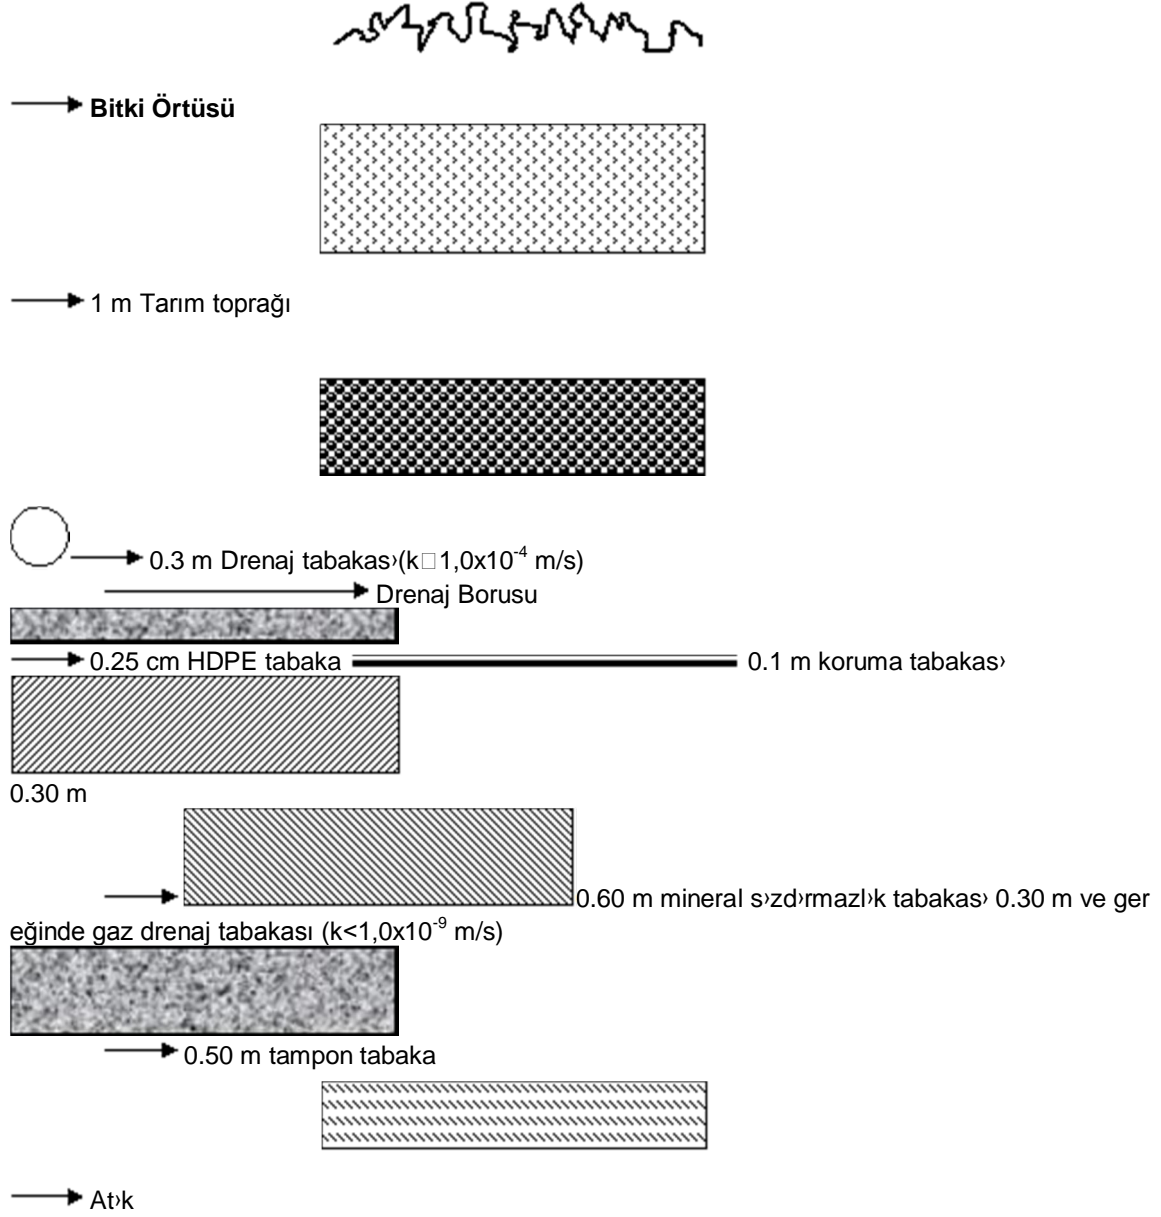 Bitki Örtüsü
1 m Tarım toprağı
0.3 m Drenaj tabakas›(k□1,0x10⁻⁴ m/s)
Drenaj Borusu
0.25 cm HDPE tabaka 0.1 m koruma tabakas›
0.30 m
0.60 m mineral s›zd›rmazl›k tabakas› 0.30 m ve ger
eğinde gaz drenaj tabakası (k<1,0x10⁻⁹ m/s)
0.50 m tampon tabaka
At›k